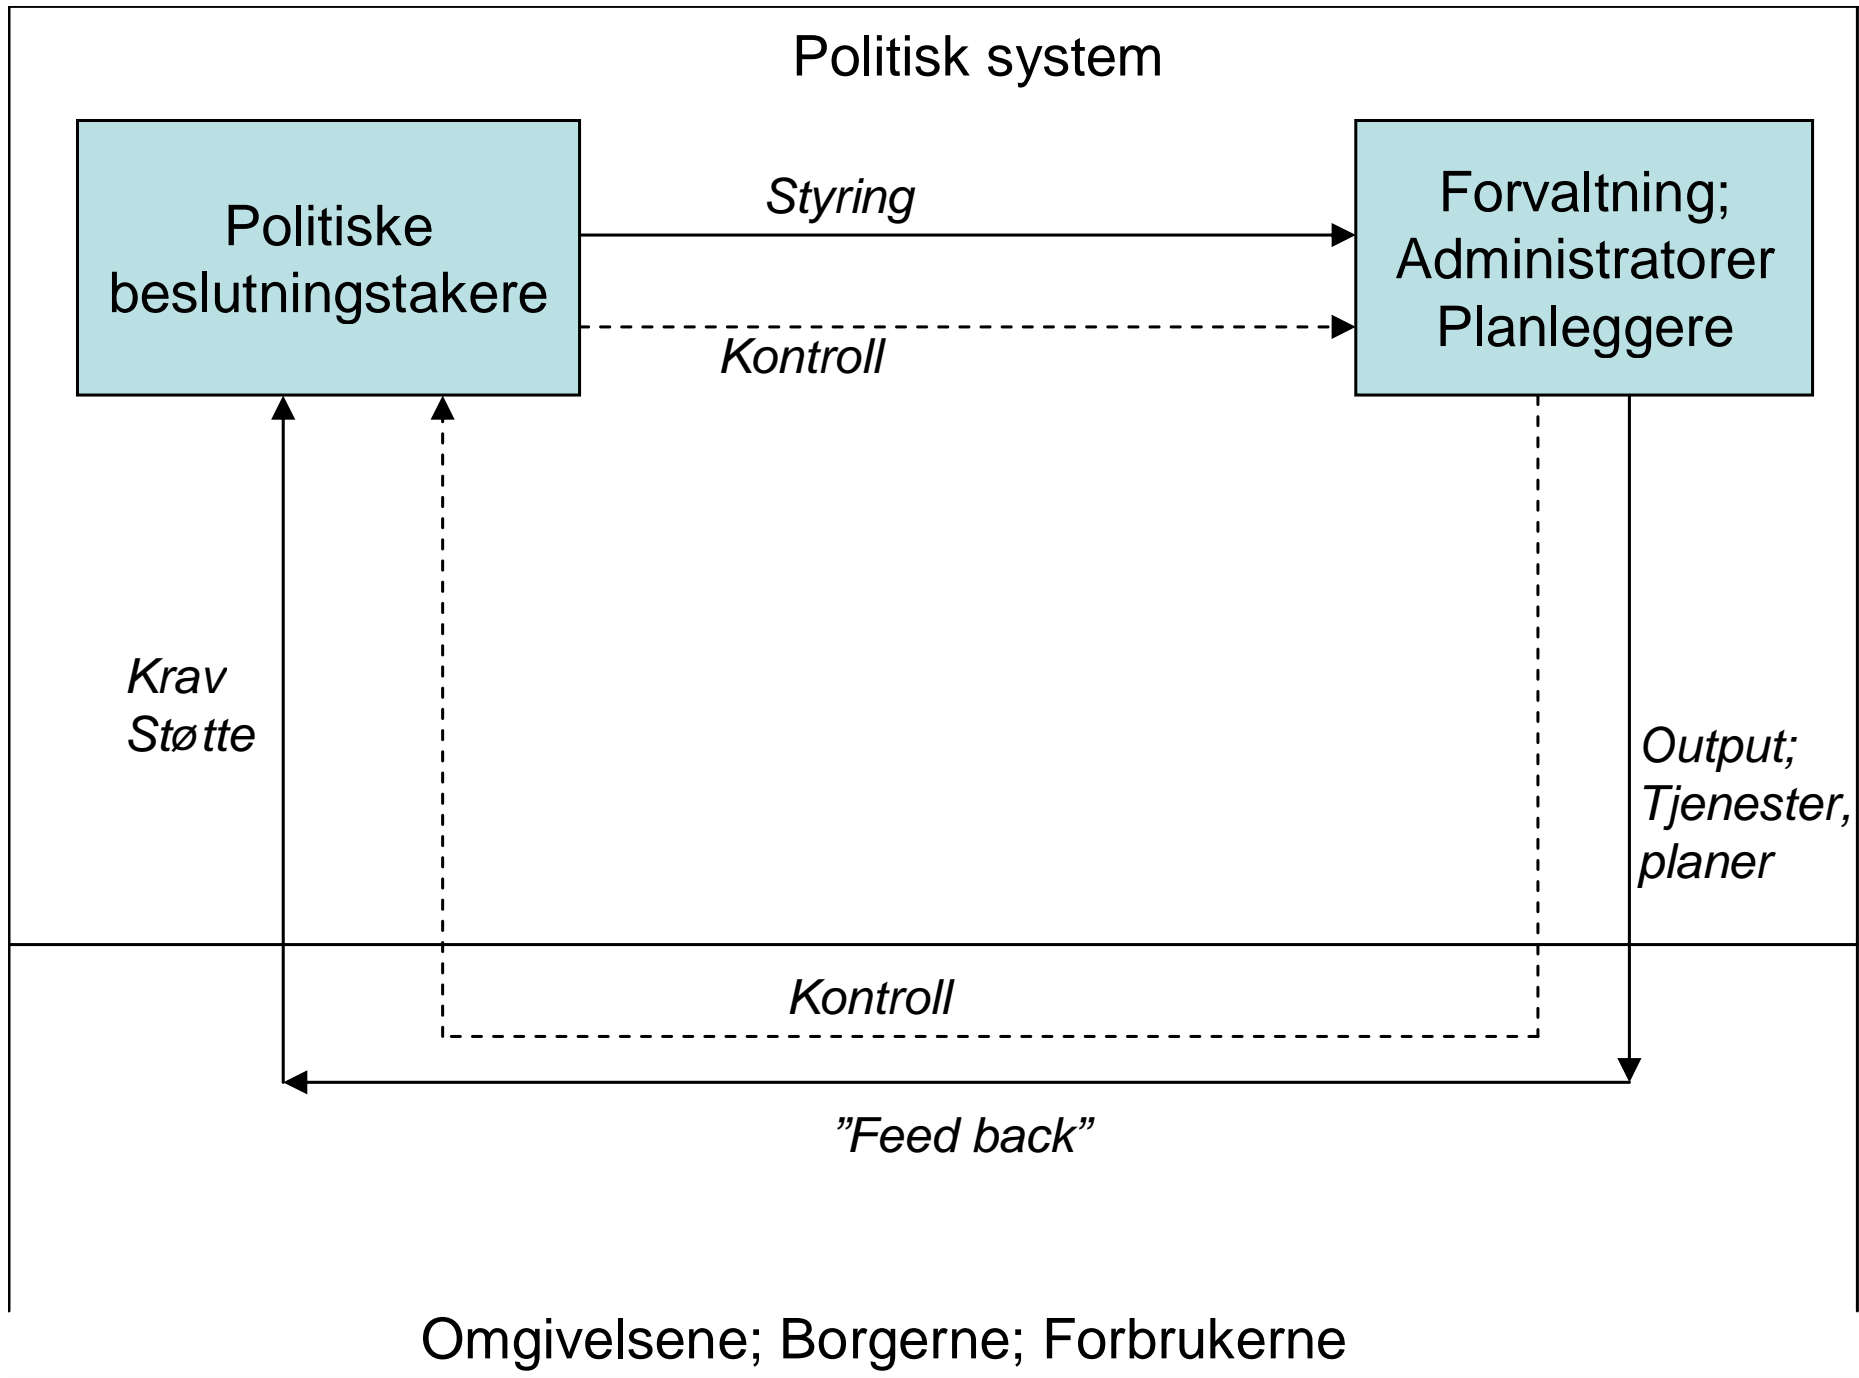 Politisk system
Politiske
beslutningstakere
Styring
Kontroll
Forvaltning;
Administratorer
Planleggere
Krav
Støtte
Output;
Tjenester,
planer
Kontroll
”Feed back”
Omgivelsene; Borgerne; Forbrukerne